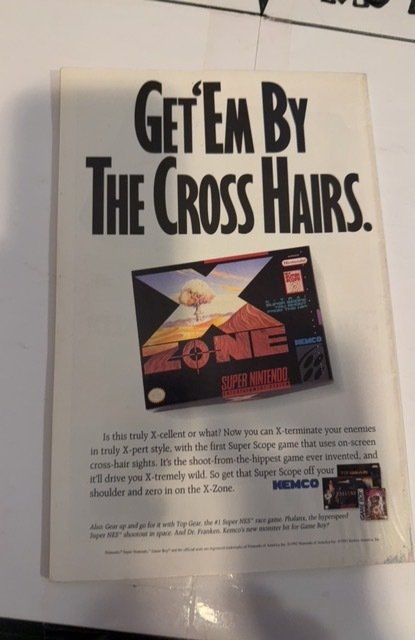 GET 'EM BY
THE CROSS HAIRS.
X
ZONE
Nintendo
KEMCO
SUPER NINTENDO
ENTERTAINMENT SYSTEM
Is this truly X-cellent or what? Now you can X-terminate your enemies
in truly X-pert style, with the first Super Scope game that uses on-screen
cross-hair sights. It's the shoot-from-the-hippest game ever invented, and
it'll drive you X-tremely wild. So get that Super Scope off your
shoulder and zero in on the X-Zone.
KEMCO
Also: Gear up and go for it with Top Gear, the #1 Super NES™ race game. Phalanx, the hyperspeed
Super NES™ shootout in space. And Dr. Franken, Kemco's new monster hit for Game Boy.®